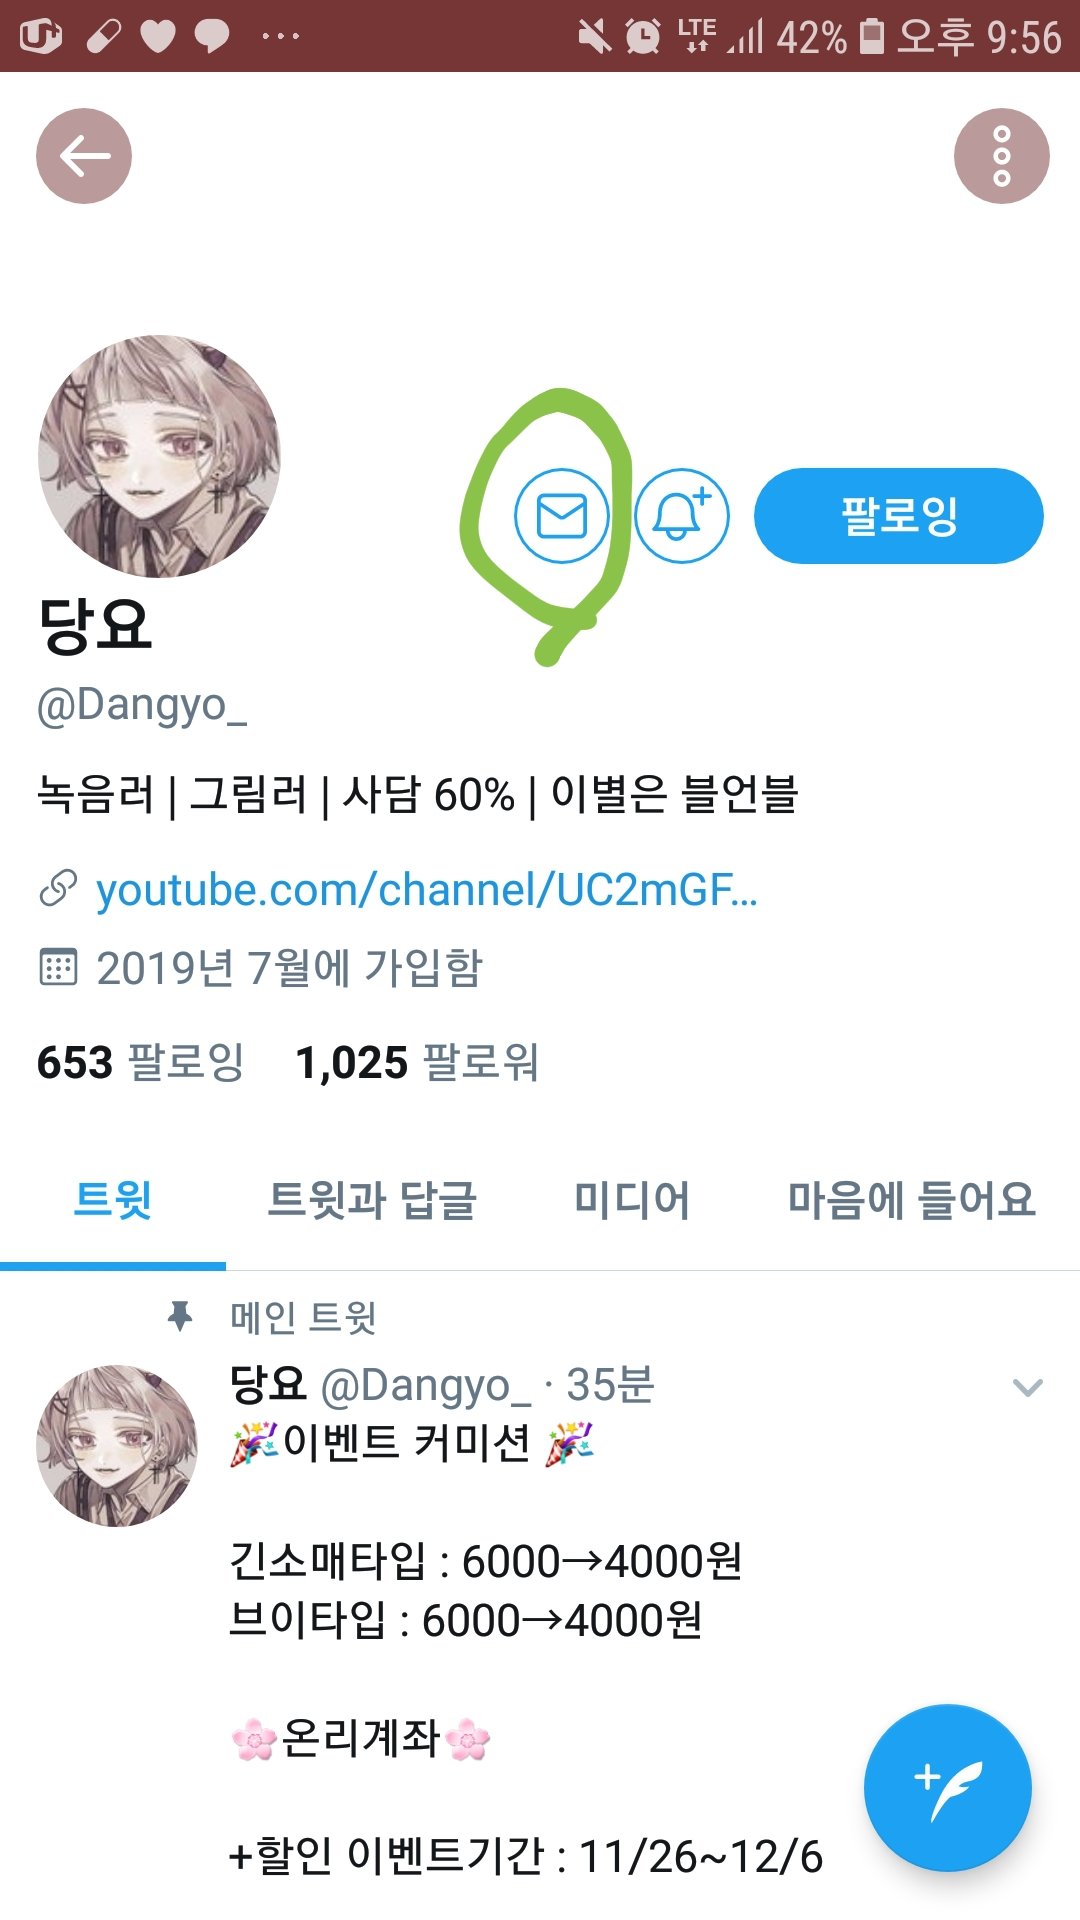 U+ LTE 42% 오후 9:56
팔로잉
당요
@Dangyo_
녹음러 | 그림러 | 사담 60% | 이별은 블언블
youtube.com/channel/UC2mGF...
2019년 7월에 가입함
653 팔로잉 1,025 팔로워
트윗 트윗과 답글 미디어 마음에 들어요
메인 트윗
당요 @Dangyo_ · 35분
🎉이벤트 커미션 🎉
긴소매타입 : 6000→4000원
브이타입 : 6000→4000원
🌸온리계좌🌸
+할인 이벤트기간 : 11/26~12/6